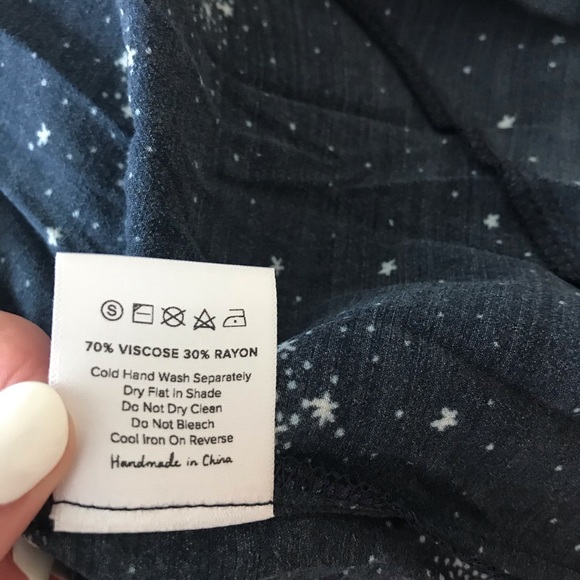 S
70% VISCOSE 30% RAYON
Cold Hand Wash Separately
Dry Flat in Shade
Do Not Dry Clean
Do Not Bleach
Cool Iron On Reverse
Handmade in China